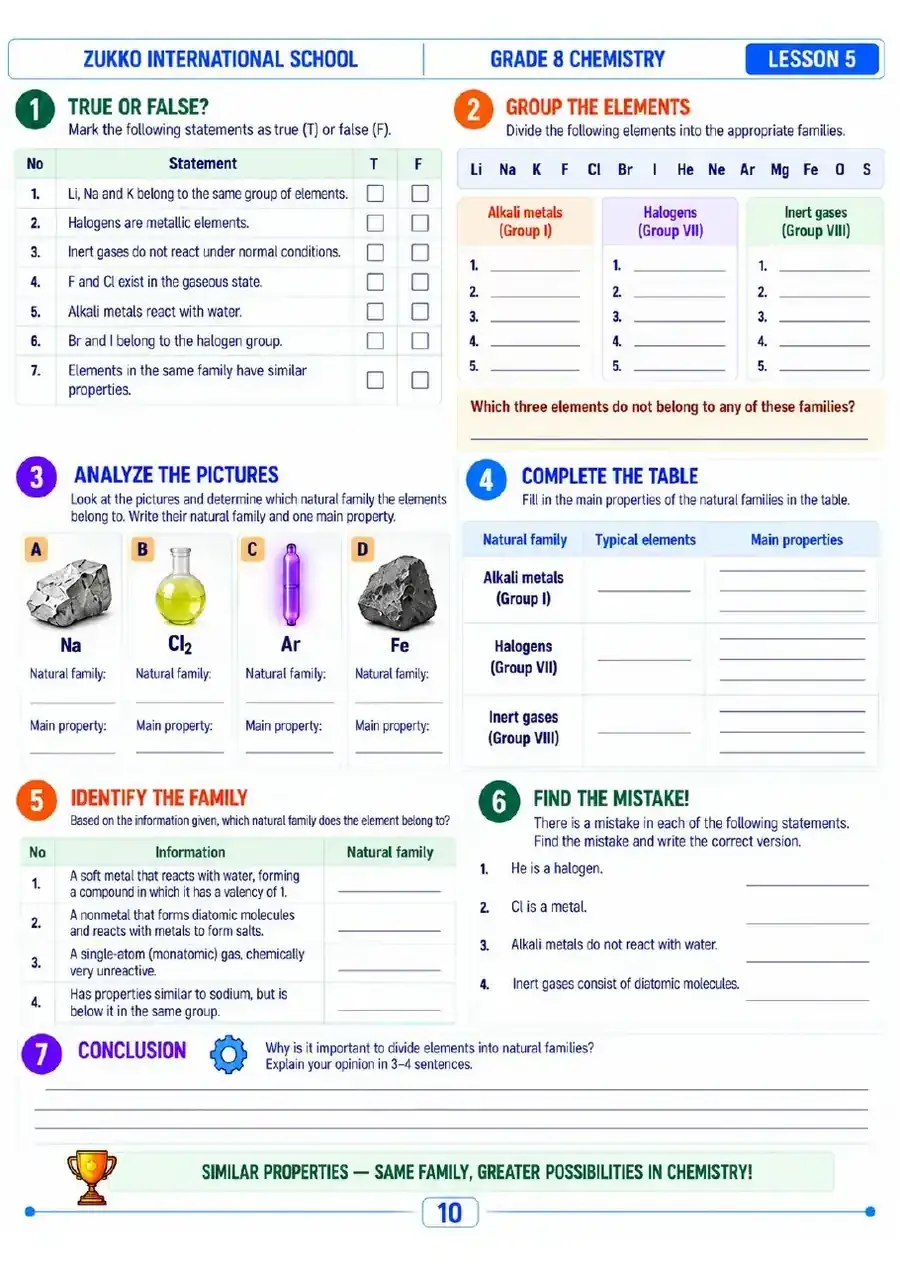 ZUKKO INTERNATIONAL SCHOOL
GRADE 8 CHEMISTRY
LESSON 5
1 TRUE OR FALSE?
Mark the following statements as true (T) or false (F).
No Statement T F
1. Li, Na and K belong to the same group of elements.
2. Halogens are metallic elements.
3. Inert gases do not react under normal conditions.
4. F and Cl exist in the gaseous state.
5. Alkali metals react with water.
6. Br and I belong to the halogen group.
7. Elements in the same family have similar
properties.
2 GROUP THE ELEMENTS
Divide the following elements into the appropriate families.
Li Na K F Cl Br I He Ne Ar Mg Fe O S
Alkali metals
(Group I)
1.
2.
3.
4.
5.
Halogens
(Group VII)
1.
2.
3.
4.
5.
Inert gases
(Group VIII)
1.
2.
3.
4.
5.
Which three elements do not belong to any of these families?
3 ANALYZE THE PICTURES
Look at the pictures and determine which natural family the elements
belong to. Write their natural family and one main property.
A
Na
Natural family:
Main property:
B
Cl₂
Natural family:
Main property:
C
Ar
Natural family:
Main property:
D
Fe
Natural family:
Main property:
4 COMPLETE THE TABLE
Fill in the main properties of the natural families in the table.
Natural family Typical elements Main properties
Alkali metals
(Group I)
Halogens
(Group VII)
Inert gases
(Group VIII)
5 IDENTIFY THE FAMILY
Based on the information given, which natural family does the element belong to?
No Information Natural family
1. A soft metal that reacts with water, forming
a compound in which it has a valency of 1.
2. A nonmetal that forms diatomic molecules
and reacts with metals to form salts.
3. A single-atom (monatomic) gas, chemically
very unreactive.
4. Has properties similar to sodium, but is
below it in the same group.
6 FIND THE MISTAKE!
There is a mistake in each of the following statements.
Find the mistake and write the correct version.
1. He is a halogen.
2. Cl is a metal.
3. Alkali metals do not react with water.
4. Inert gases consist of diatomic molecules.
7 CONCLUSION
Why is it important to divide elements into natural families?
Explain your opinion in 3–4 sentences.
SIMILAR PROPERTIES — SAME FAMILY, GREATER POSSIBILITIES IN CHEMISTRY!
10